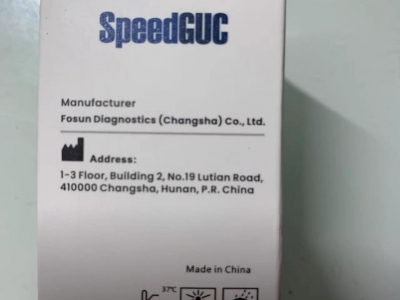 SpeedGUC
Manufacturer
Fosun Diagnostics (Changsha) Co., Ltd.
Address:
1-3 Floor, Building 2, No.19 Lutian Road,
410000 Changsha, Hunan, P.R. China
Made in China
37℃